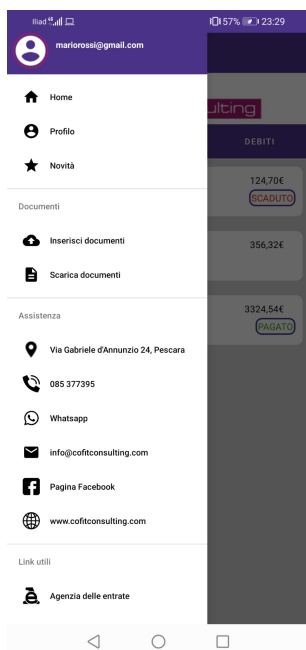 Iliad 57% 23:29
mariorossi@gmail.com
Home
ulting
Profilo
DEBITI
Novità
124,70€
SCADUTO
Documenti
Inserisci documenti
356,32€
Scarica documenti
Assistenza
3324,54€
PAGATO
Via Gabriele d'Annunzio 24, Pescara
085 377395
Whatsapp
info@cofitconsulting.com
Pagina Facebook
www.cofitconsulting.com
Link utili
Agenzia delle entrate